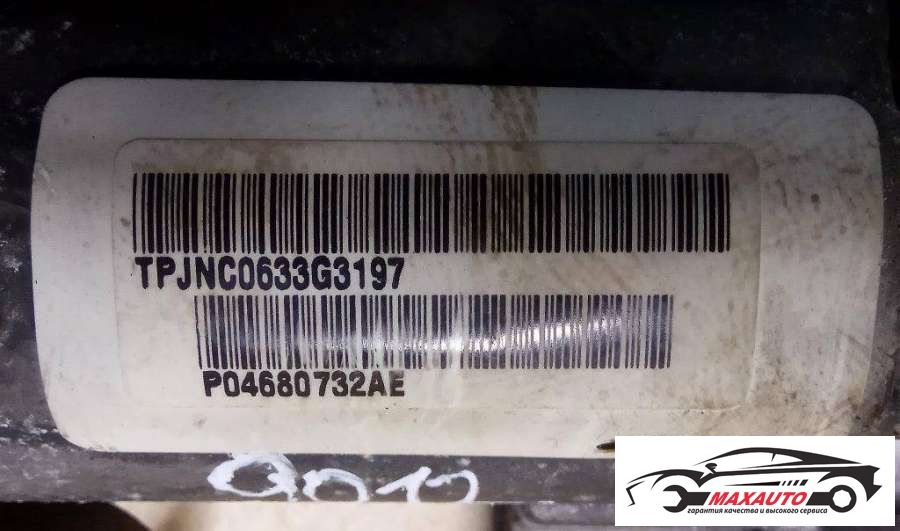 TPJNC0633G3197
P04680732AE
MAXAUTO
гарантия качества и высокого сервиса